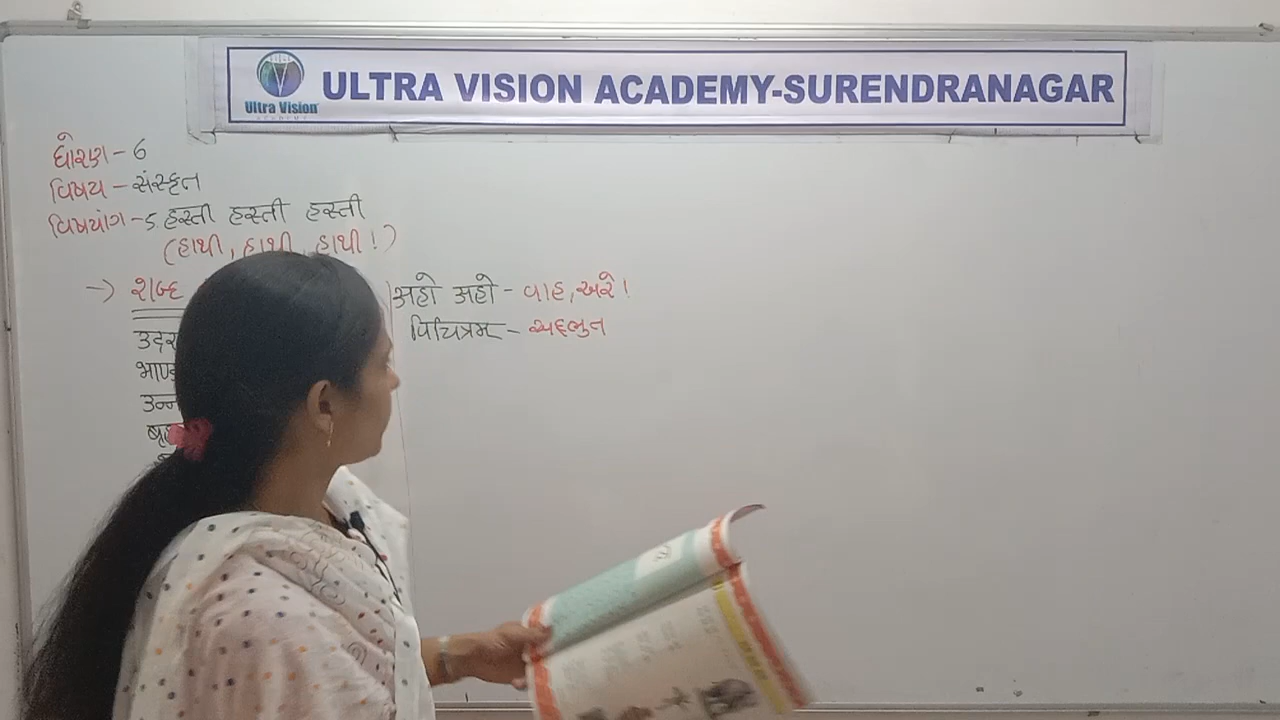 ULTRA VISION ACADEMY-SURENDRANAGAR
Ultra Vision
ધોરણ - 6
વિષય - સંસ્કૃત
વિષયાંગ - 5 हस्ती हस्ती हस्ती
(હાથી, હાથી, હાથી!)
→ શબ્દ
अहो अहो - વાહ, અરે!
विचित्रम् - અદ્ભુત